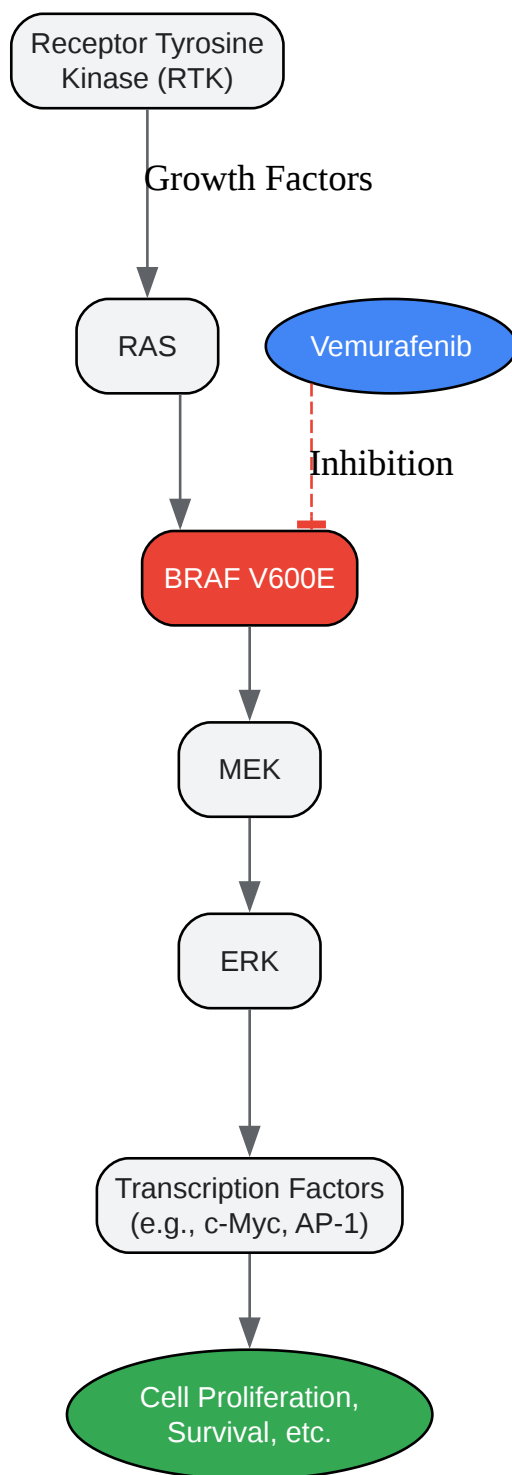 Receptor Tyrosine
Kinase (RTK)
Growth Factors
RAS
Vemurafenib
Inhibition
BRAF V600E
MEK
ERK
Transcription Factors
(e.g., c-Myc, AP-1)
Cell Proliferation,
Survival, etc.